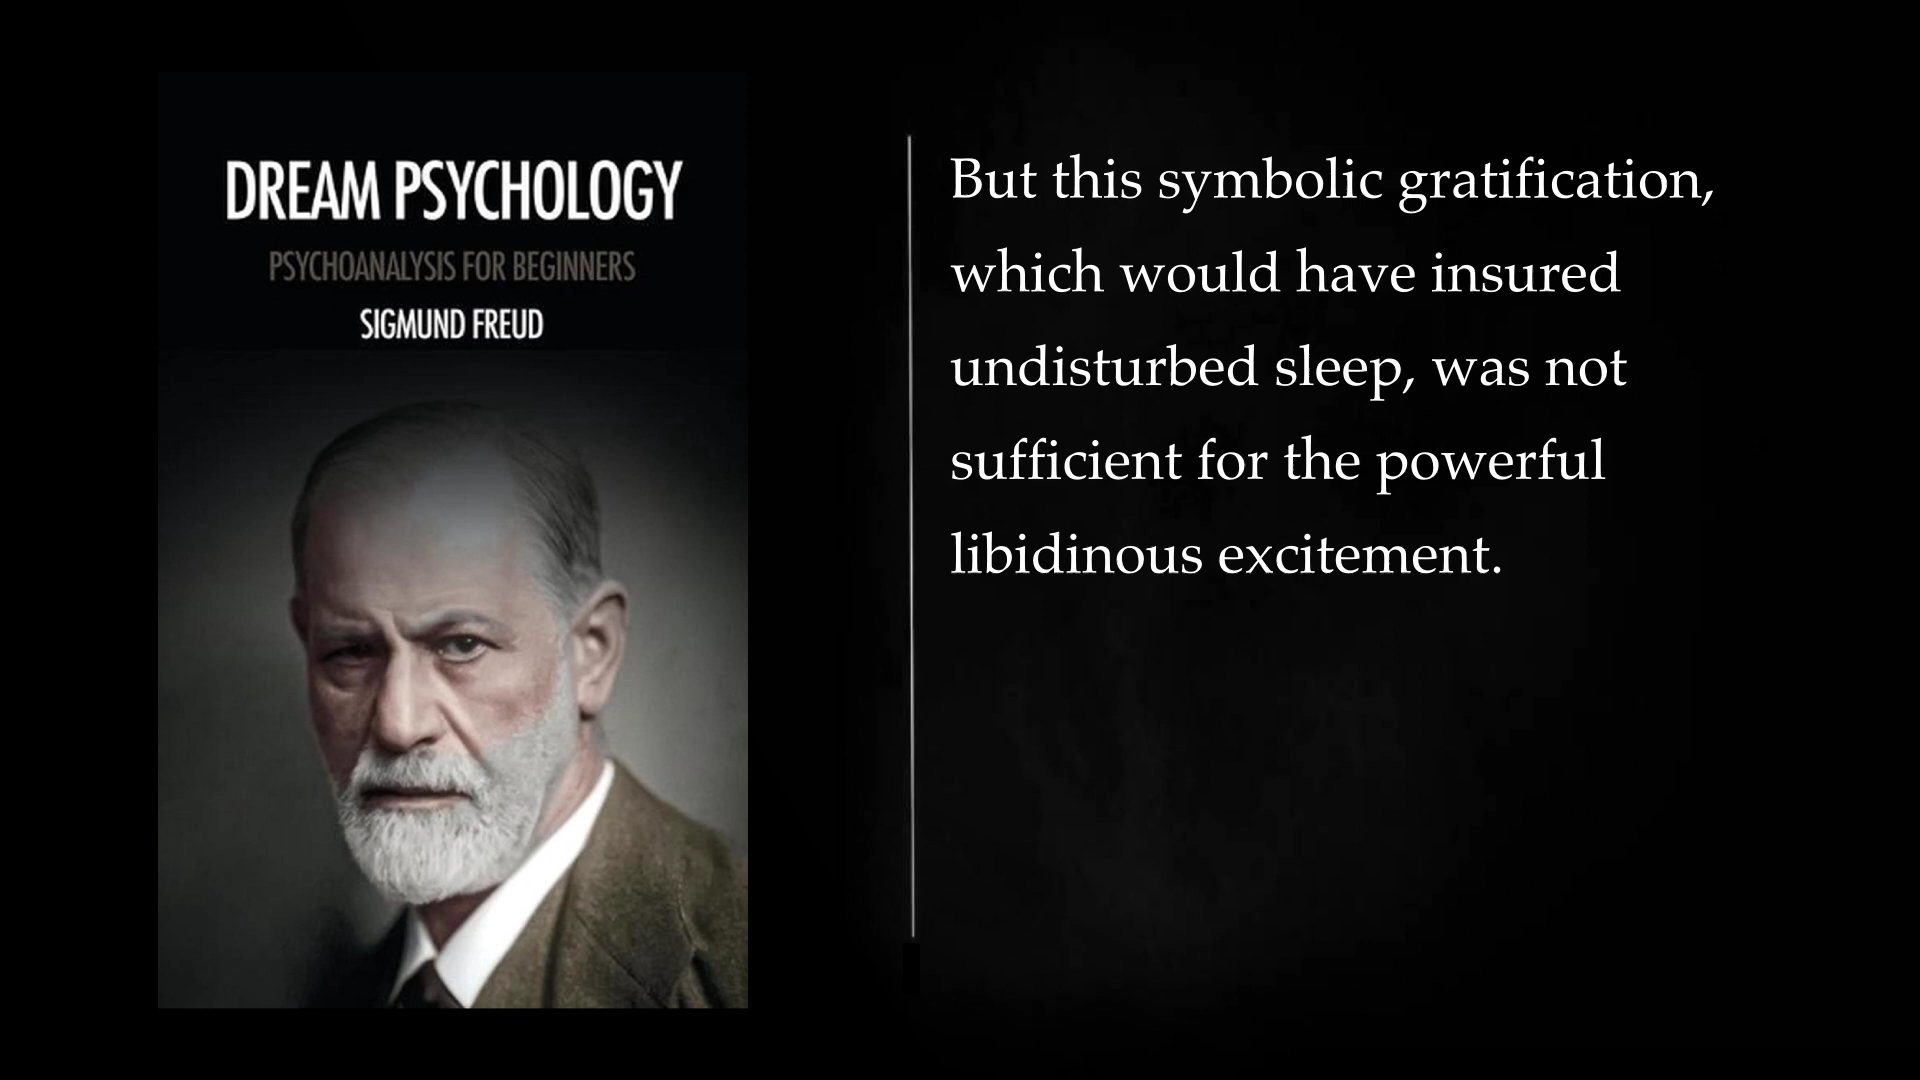 DREAM PSYCHOLOGY
PSYCHOANALYSIS FOR BEGINNERS
SIGMUND FREUD
But this symbolic gratification,
which would have insured
undisturbed sleep, was not
sufficient for the powerful
libidinous excitement.